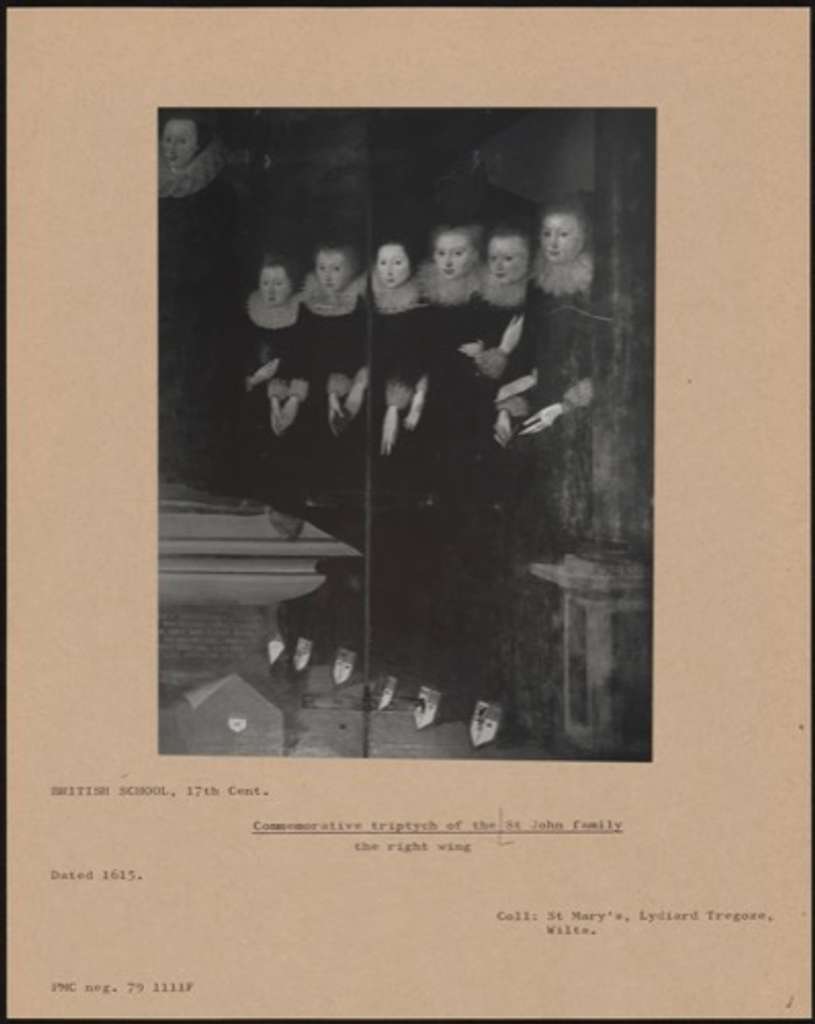 BRITISH SCHOOL, 17th Cent.
Commemorative triptych of the St John family
the right wing
Dated 1615.
Coll: St Mary's, Lydiard Tregoze,
Wilts.
PMC neg. 79 1111F